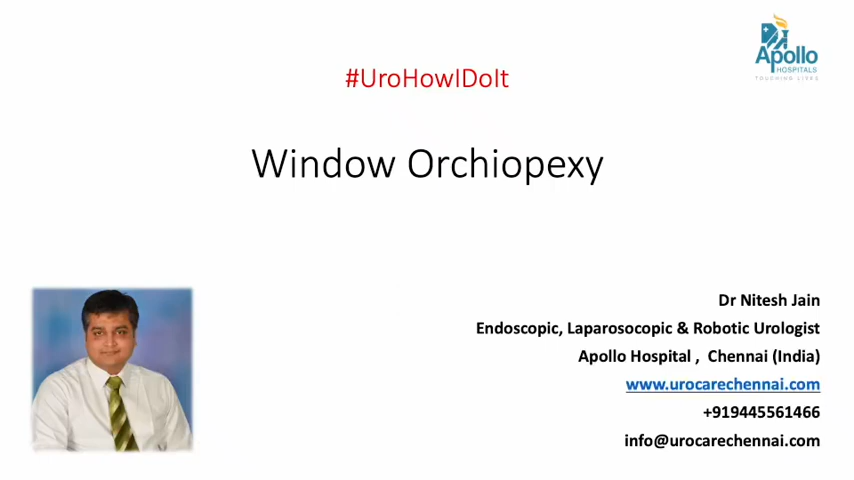 Apollo
HOSPITALS
TOUCHING LIVES
#UroHowIDoIt
Window Orchiopexy
Dr Nitesh Jain
Endoscopic, Laparosocopic & Robotic Urologist
Apollo Hospital , Chennai (India)
www.urocarechennai.com
+919445561466
info@urocarechennai.com